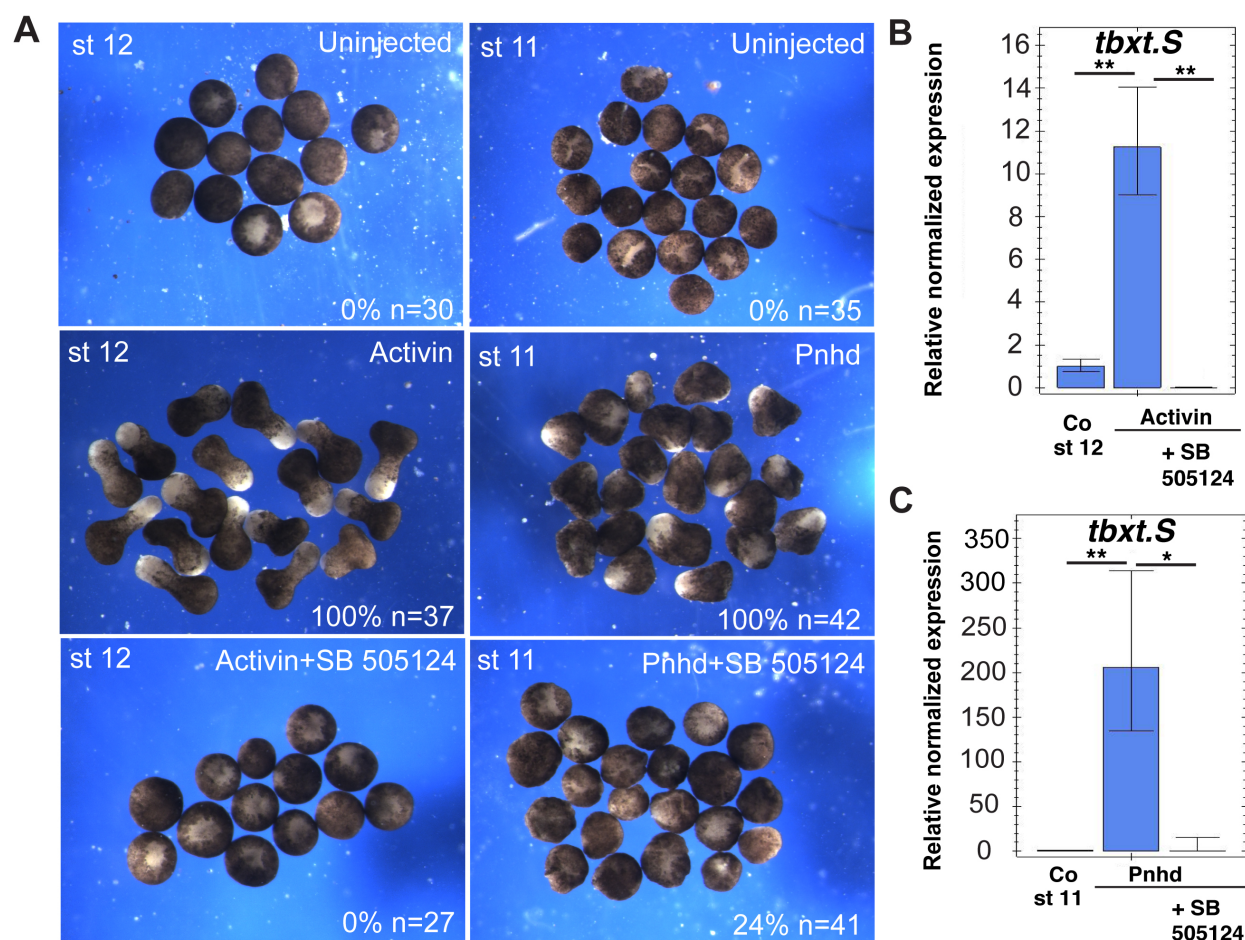 A
st 12
Uninjected
0% n=30
st 11
Uninjected
0% n=35
st 12
Activin
100% n=37
st 11
Pnhd
100% n=42
st 12
Activin+SB 505124
0% n=27
st 11
Pnhd+SB 505124
24% n=41
B
Relative normalized expression
tbxt.S
**
**
16
14
12
10
8
6
4
2
0
Co
st 12
Activin
+ SB
505124
C
Relative normalized expression
tbxt.S
**
*
350
300
250
200
150
100
50
0
Co
st 11
Pnhd
+ SB
505124